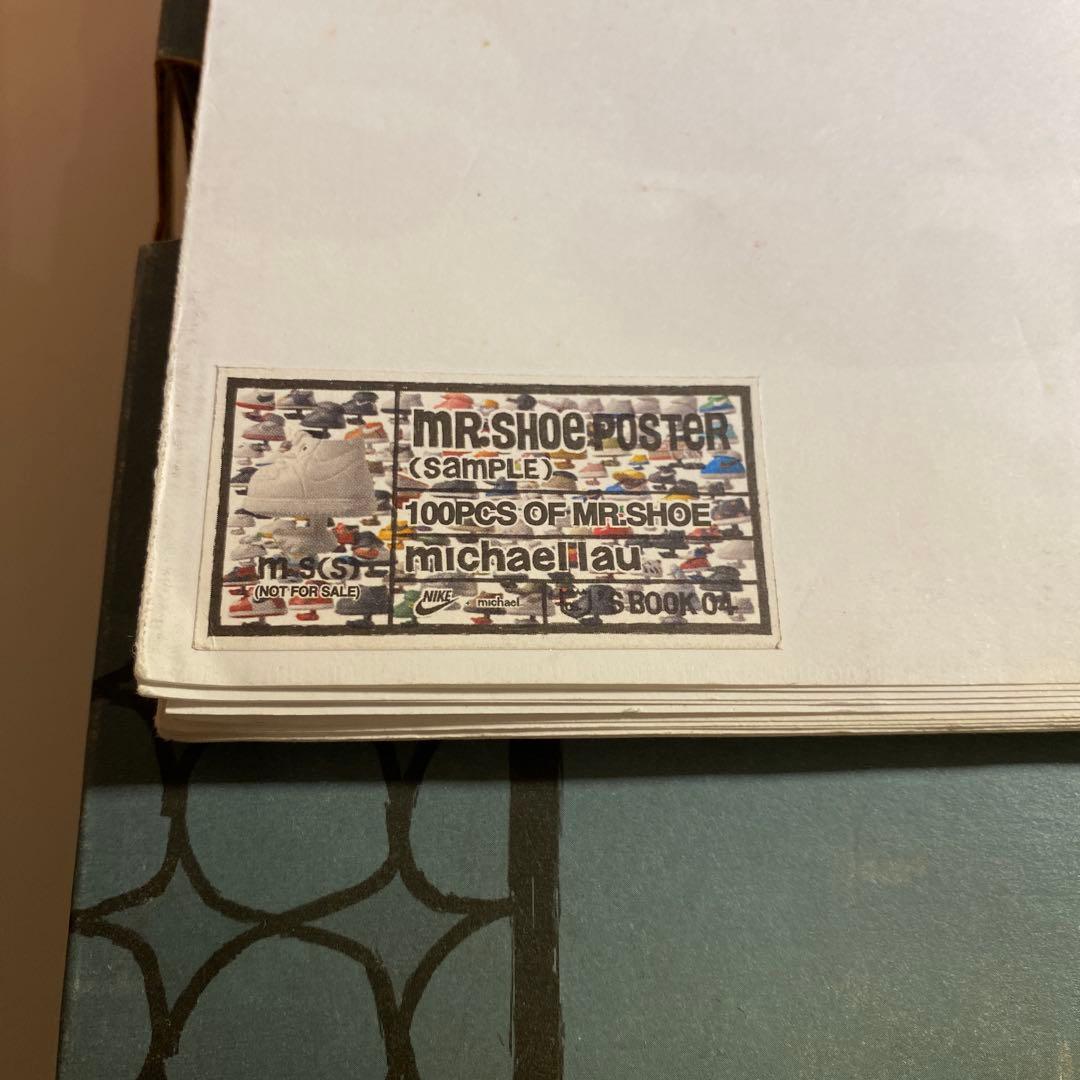 mR.SHOe POSTeR
(SamPLE)
100PCS OF MR.SHOE
michaellau
m.S(S)
(NOT FOR SALE)
NIKE + michael
'S BOOK 04